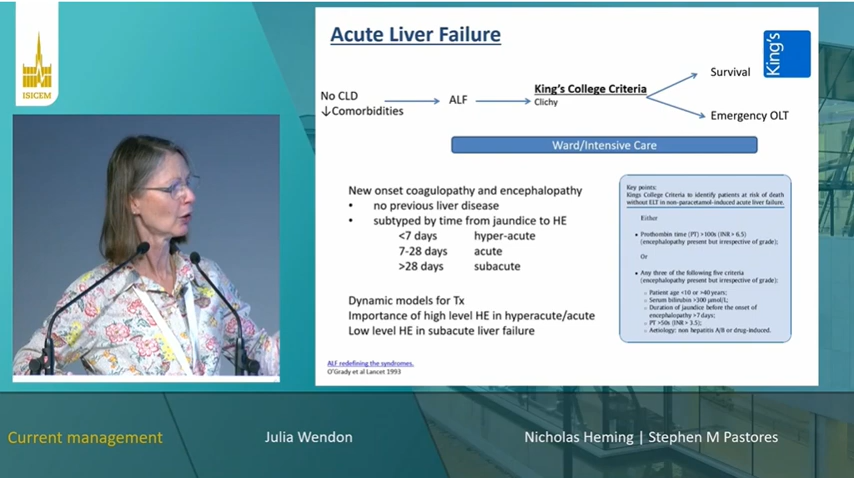 ISICEM
Acute Liver Failure
King's
No CLD
↓Comorbidities
ALF
King's College Criteria
Clichy
Survival
Emergency OLT
Ward/Intensive Care
New onset coagulopathy and encephalopathy
• no previous liver disease
• subtyped by time from jaundice to HE
<7 days hyper-acute
7-28 days acute
>28 days subacute
Dynamic models for Tx
Importance of high level HE in hyperacute/acute
Low level HE in subacute liver failure
Key points:
Kings College Criteria to identify patients at risk of death
without ELT in non-paracetamol-induced acute liver failure.
Either
• Prothrombin time (PT) >100s (INR > 6.5)
(encephalopathy present but irrespective of grade);
Or
• Any three of the following five criteria
(encephalopathy present but irrespective of grade):
○ Patient age <10 or >40 years;
○ Serum bilirubin >300 μmol/L;
○ Duration of jaundice before the onset of
encephalopathy >7 days;
○ PT >50s (INR > 3.5);
○ Aetiology: non hepatitis A/B or drug-induced.
ALF redefining the syndromes.
O'Grady et al Lancet 1993
Current management
Julia Wendon
Nicholas Heming | Stephen M Pastores